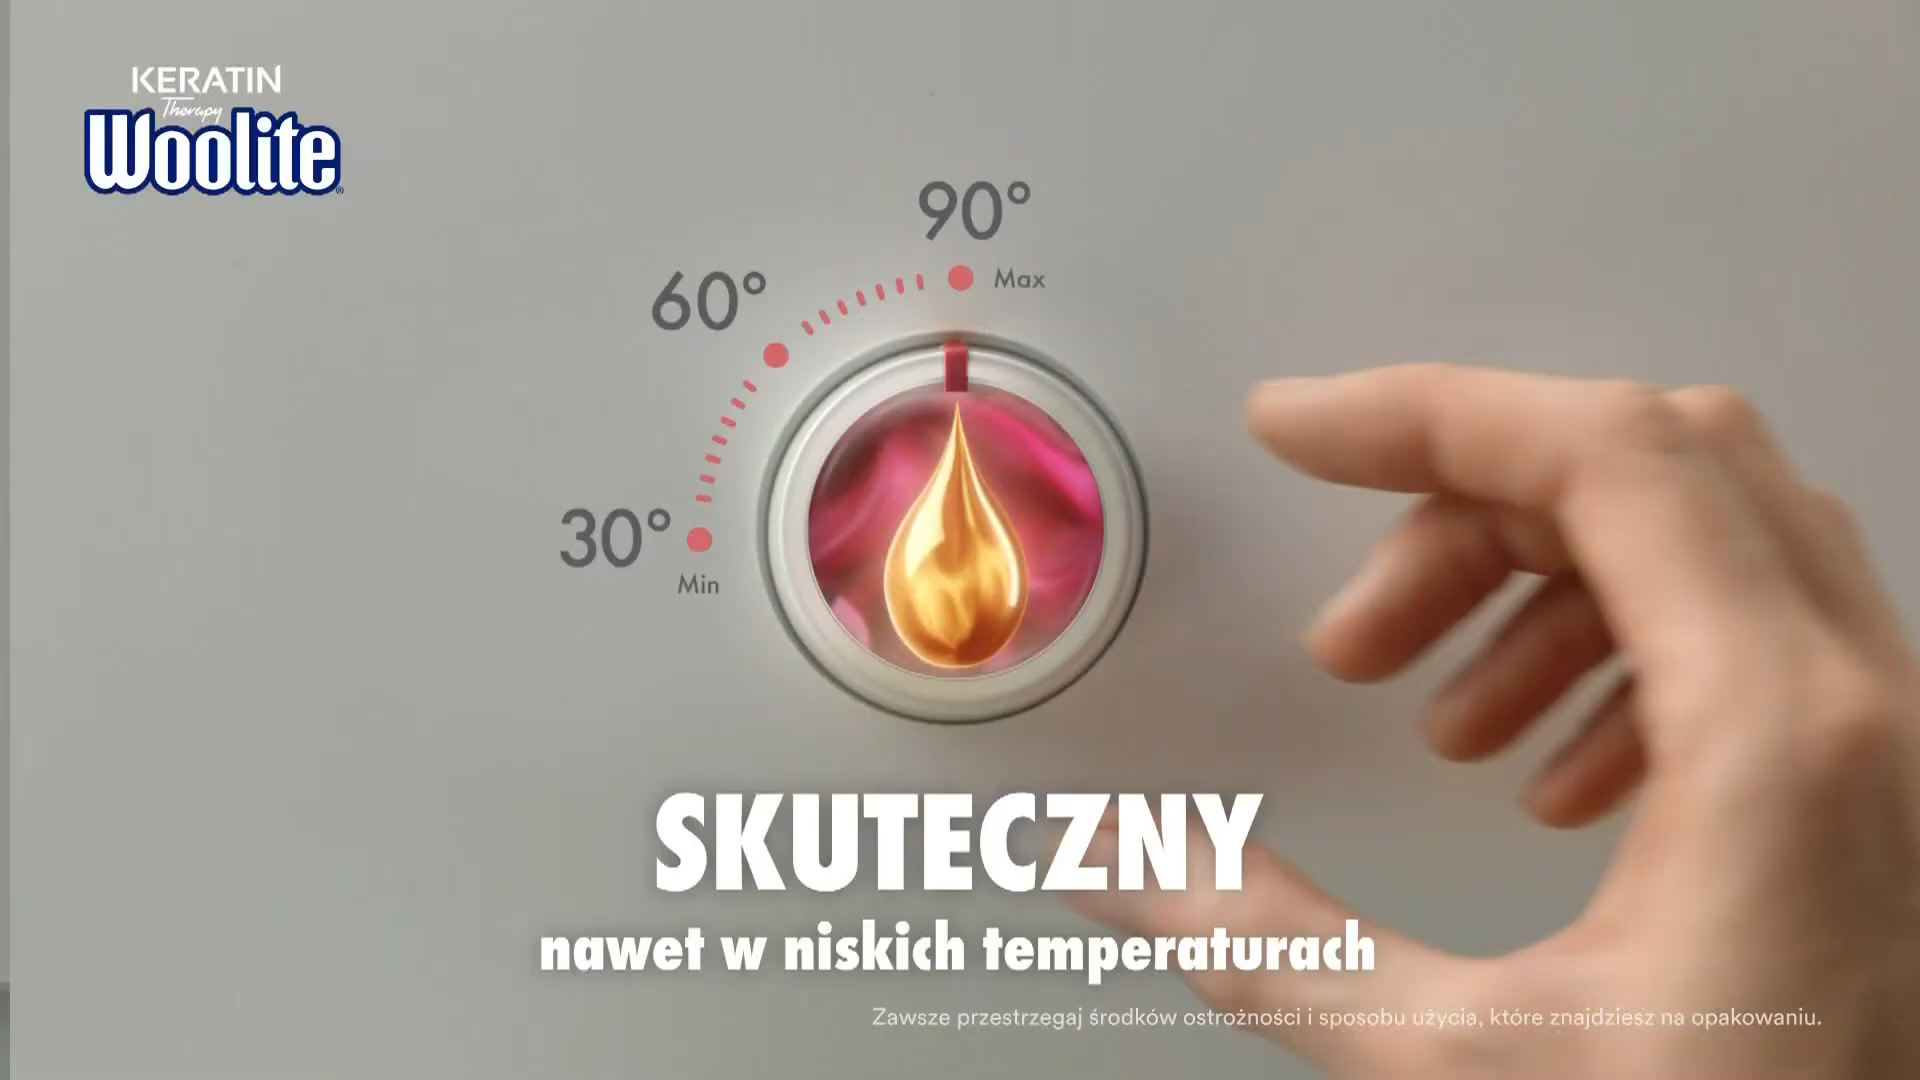 KERATIN
Therapy
Woolite
90°
Max
60°
30°
Min
SKUTECZNY
nawet w niskich temperaturach
Zawsze przestrzegaj środków ostrożności i sposobu użycia, które znajdziesz na opakowaniu.